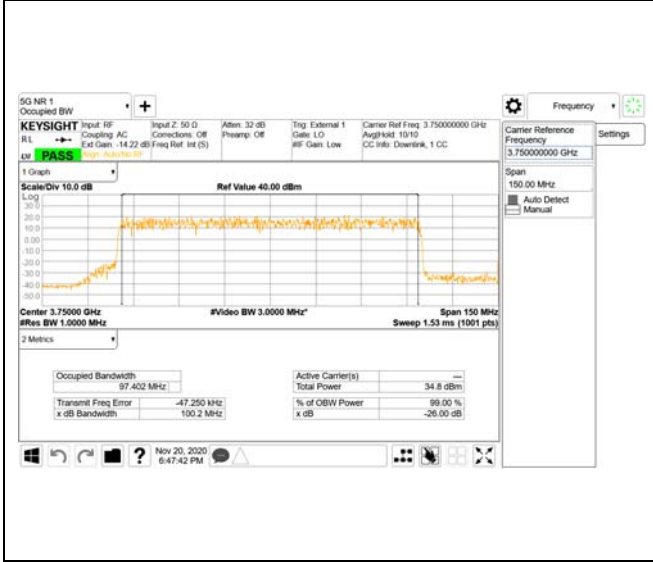 5G NR 1
Occupied BW
+
Frequency
KEYSIGHT
Input: RF
Input Z: 50 Ω
Atten: 32 dB
Trig: External 1
Carrier Ref Freq: 3.750000000 GHz
R L
Coupling: AC
Corrections: Off
Preamp: Off
Gate: LO
Avg|Hold: 10/10
Ext Gain: -14.22 dB
Freq Ref: Int (S)
#IF Gain: Low
CC Info: Downlink, 1 CC
PASS
Align: Auto/No RF
Carrier Reference
Frequency
3.750000000 GHz
Settings
Span
150.00 MHz
Auto Detect
Manual
1 Graph
Scale/Div 10.0 dB
Ref Value 40.00 dBm
Log
30.0
20.0
10.0
0.00
-10.0
-20.0
-30.0
-40.0
-50.0
Center 3.75000 GHz
#Video BW 3.0000 MHz*
Span 150 MHz
#Res BW 1.0000 MHz
Sweep 1.53 ms (1001 pts)
2 Metrics
Occupied Bandwidth
97.402 MHz
Active Carrier(s)
---
Total Power
34.8 dBm
Transmit Freq Error
-47.250 kHz
% of OBW Power
99.00 %
x dB Bandwidth
100.2 MHz
x dB
-26.00 dB
?
Nov 20, 2020
6:47:42 PM